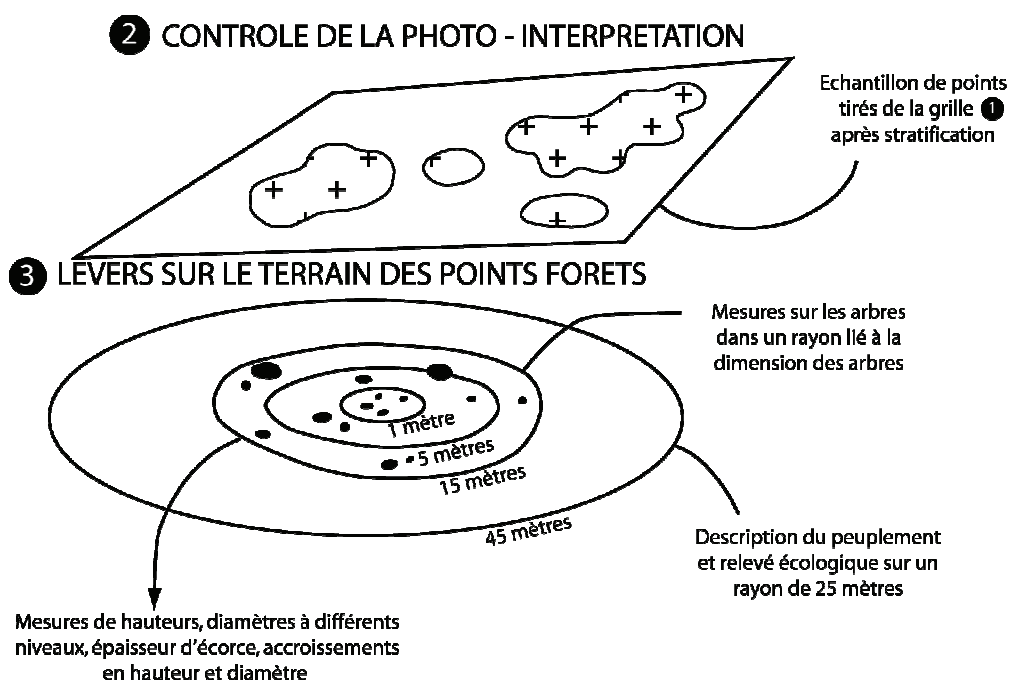 2 CONTROLE DE LA PHOTO - INTERPRETATION
Echantillon de points
tirés de la grille 1
après stratification
3 LEVERS SUR LE TERRAIN DES POINTS FORETS
Mesures sur les arbres
dans un rayon lié à la
dimension des arbres
1 mètre
5 mètres
15 mètres
45 mètres
Description du peuplement
et relevé écologique sur un
rayon de 25 mètres
Mesures de hauteurs, diamètres à différents
niveaux, épaisseur d'écorce, accroissements
en hauteur et diamètre